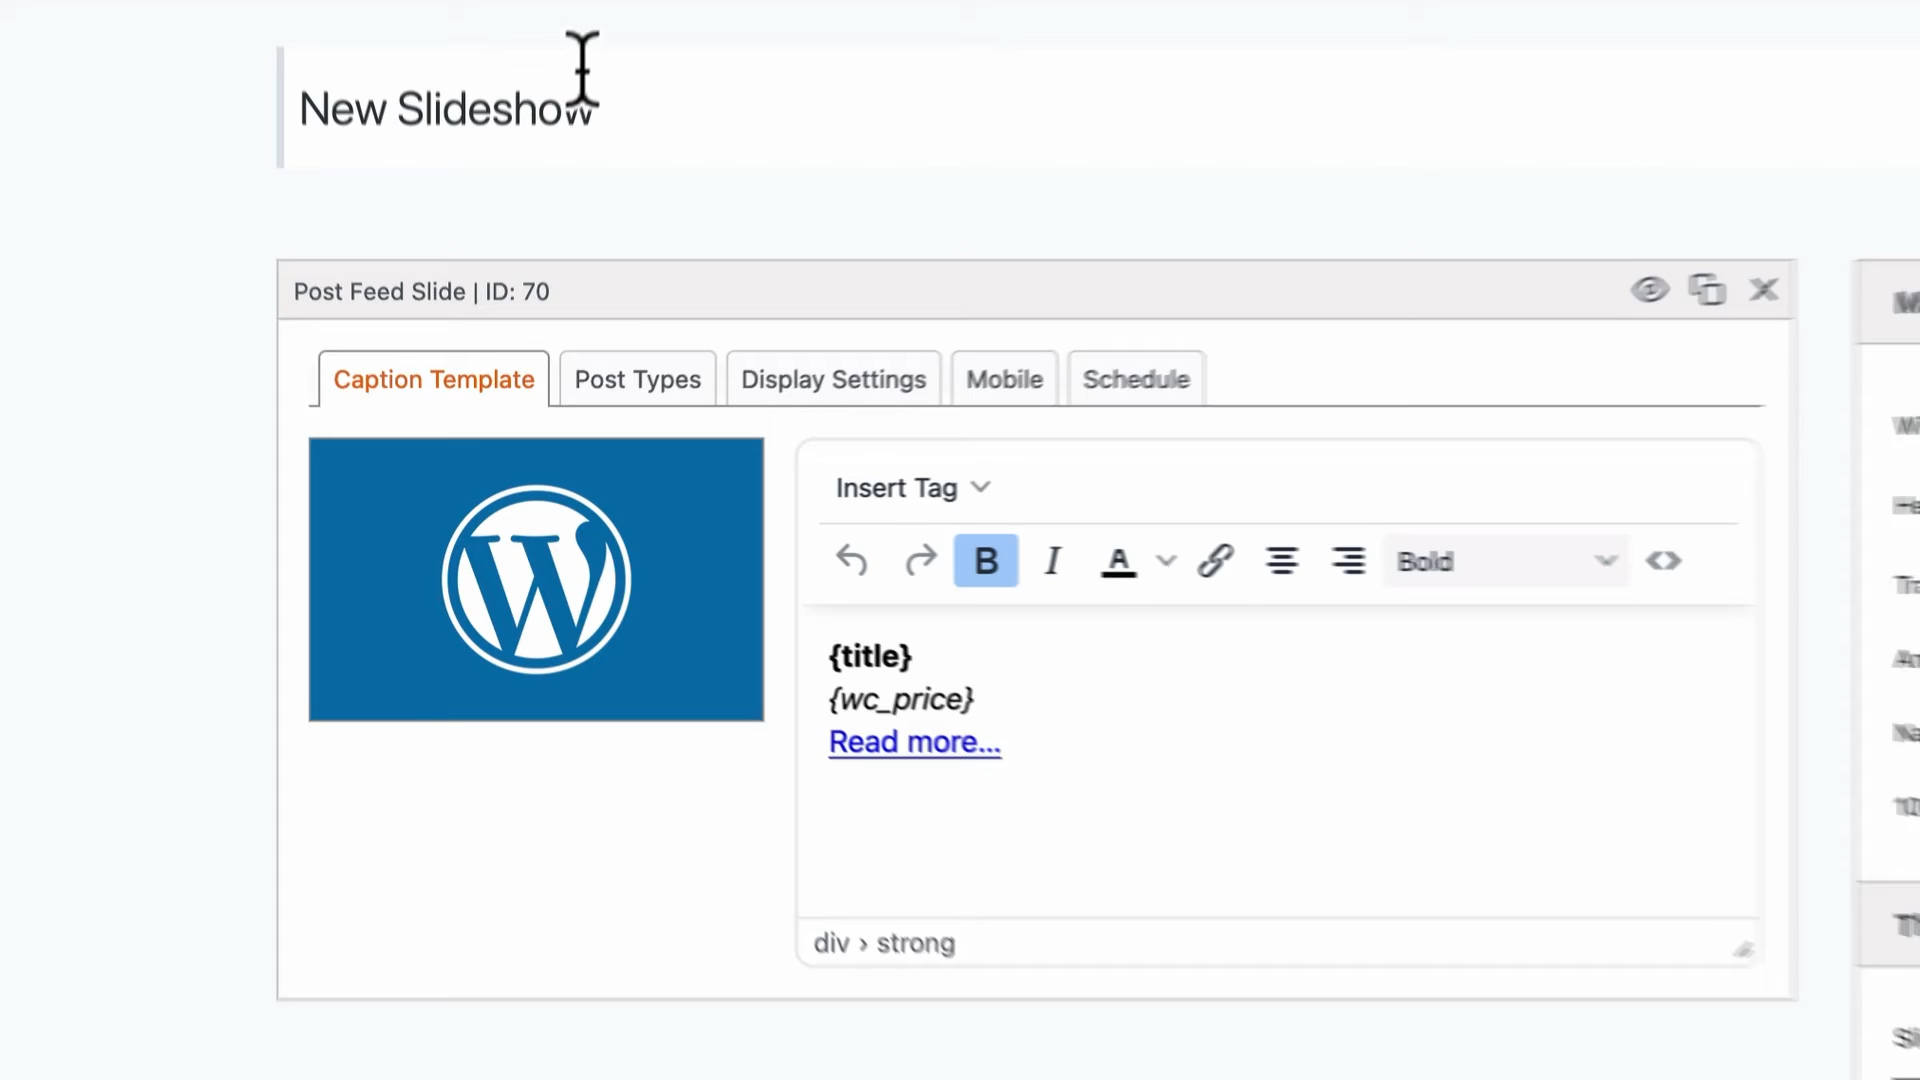 New Slideshow
Post Feed Slide | ID: 70
Caption Template
Post Types
Display Settings
Mobile
Schedule
Insert Tag
B I A Bold
{title}
{wc_price}
Read more...
div › strong